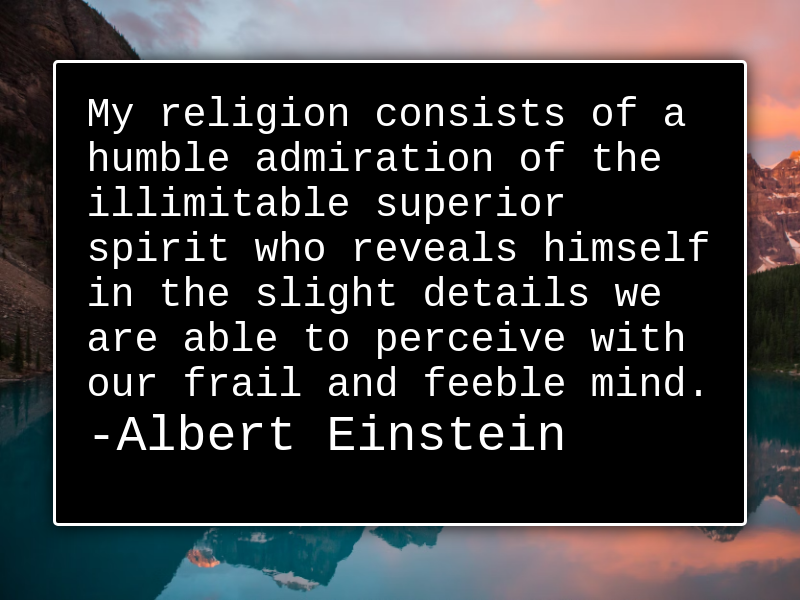 My religion consists of a
humble admiration of the
illimitable superior
spirit who reveals himself
in the slight details we
are able to perceive with
our frail and feeble mind.
-Albert Einstein